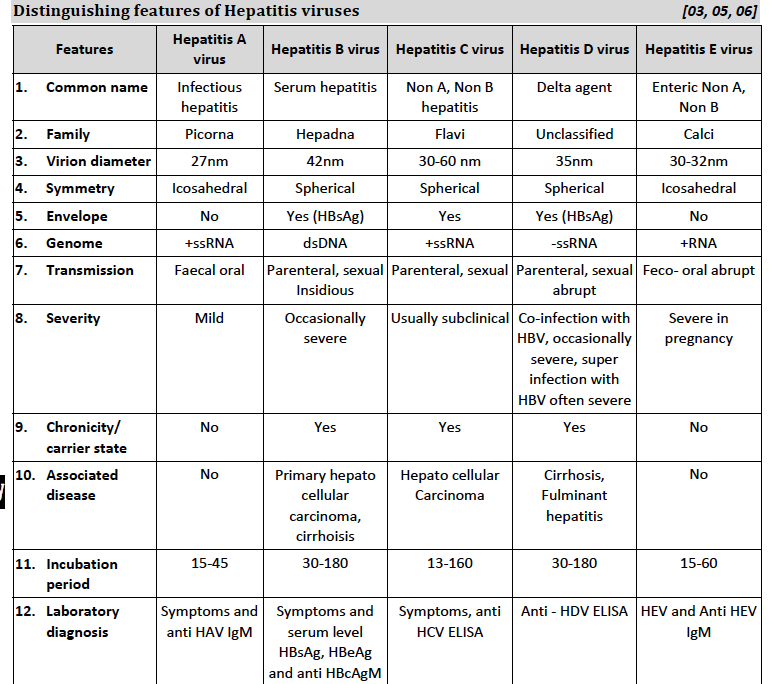 Distinguishing features of Hepatitis viruses [03, 05, 06]
Features Hepatitis A virus Hepatitis B virus Hepatitis C virus Hepatitis D virus Hepatitis E virus
1. Common name Infectious hepatitis Serum hepatitis Non A, Non B hepatitis Delta agent Enteric Non A, Non B
2. Family Picorna Hepadna Flavi Unclassified Calci
3. Virion diameter 27nm 42nm 30-60 nm 35nm 30-32nm
4. Symmetry Icosahedral Spherical Spherical Spherical Icosahedral
5. Envelope No Yes (HBsAg) Yes Yes (HBsAg) No
6. Genome +ssRNA dsDNA +ssRNA -ssRNA +RNA
7. Transmission Faecal oral Parenteral, sexual Insidious Parenteral, sexual Parenteral, sexual abrupt Feco- oral abrupt
8. Severity Mild Occasionally severe Usually subclinical Co-infection with HBV, occasionally severe, super infection with HBV often severe Severe in pregnancy
9. Chronicity/ carrier state No Yes Yes Yes No
10. Associated disease No Primary hepato cellular carcinoma, cirrhoisis Hepato cellular Carcinoma Cirrhosis, Fulminant hepatitis No
11. Incubation period 15-45 30-180 13-160 30-180 15-60
12. Laboratory diagnosis Symptoms and anti HAV IgM Symptoms and serum level HBsAg, HBeAg and anti HBcAgM Symptoms, anti HCV ELISA Anti - HDV ELISA HEV and Anti HEV IgM